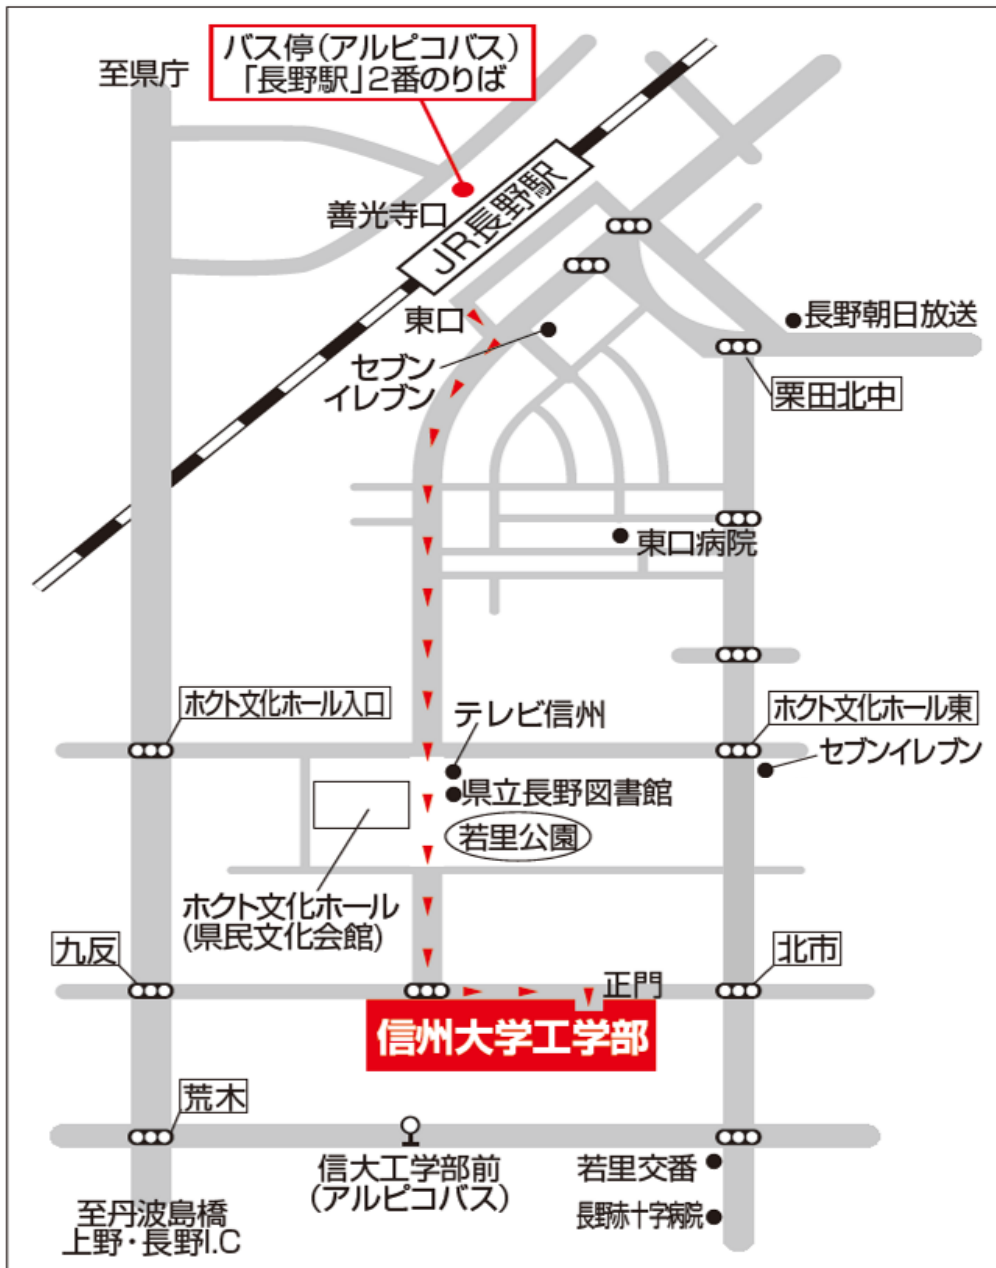 バス停(アルピコバス)
「長野駅」2番のりば
至県庁
善光寺口
JR長野駅
東口
セブン
イレブン
長野朝日放送
栗田北中
東口病院
ホクト文化ホール入口
テレビ信州
ホクト文化ホール東
セブンイレブン
県立長野図書館
若里公園
ホクト文化ホール
(県民文化会館)
九反
正門
北市
信州大学工学部
荒木
信大工学部前
(アルピコバス)
若里交番
長野赤十字病院
至丹波島橋
上野・長野I.C